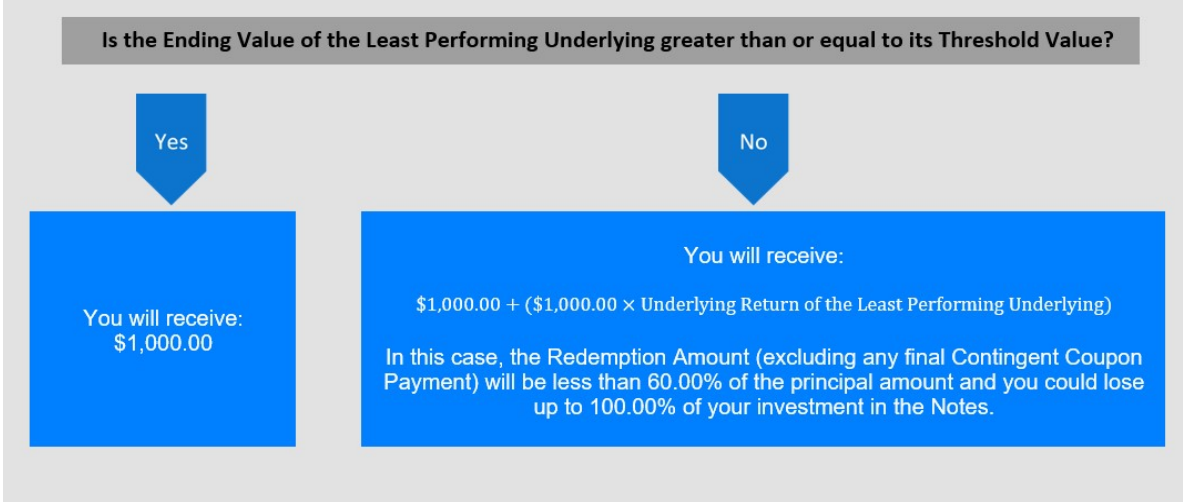 Is the Ending Value of the Least Performing Underlying greater than or equal to its Threshold Value?
Yes
No
You will receive:
$1,000.00
You will receive:
$1,000.00 + ($1,000.00 × Underlying Return of the Least Performing Underlying)
In this case, the Redemption Amount (excluding any final Contingent Coupon
Payment) will be less than 60.00% of the principal amount and you could lose
up to 100.00% of your investment in the Notes.